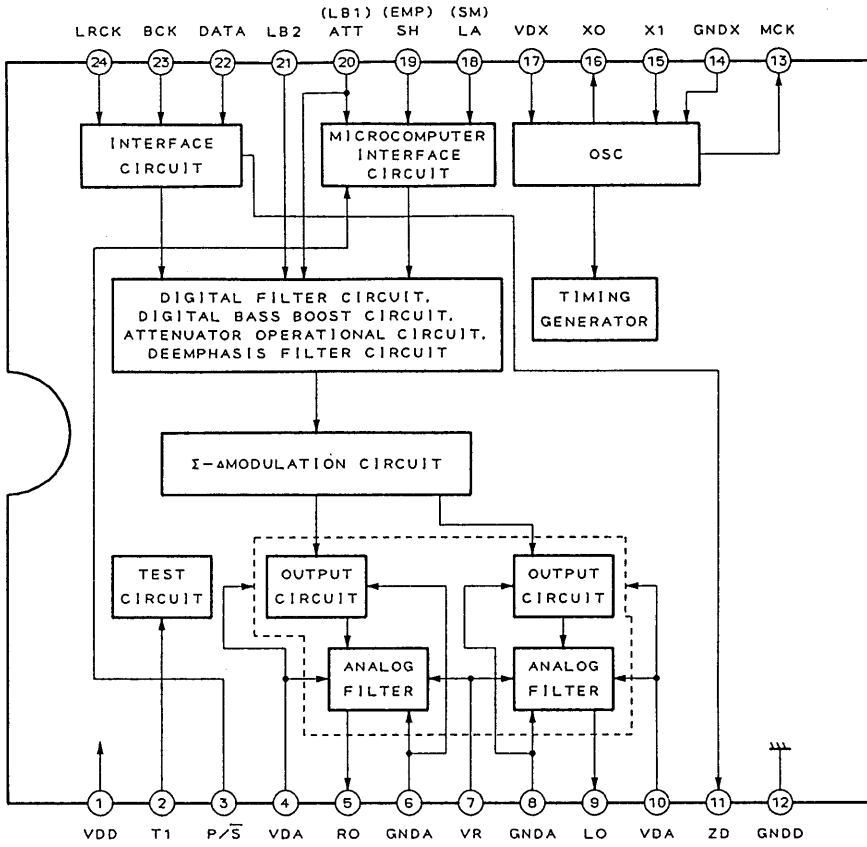 (LB1) (EMP) (SM)
LRCK BCK DATA LB2 ATT SH LA VDX XO X1 GNDX MCK
24 23 22 21 20 19 18 17 16 15 14 13
INTERFACE
CIRCUIT
MICROCOMPUTER
INTERFACE
CIRCUIT
OSC
DIGITAL FILTER CIRCUIT,
DIGITAL BASS BOOST CIRCUIT,
ATTENUATOR OPERATIONAL CIRCUIT,
DEEMPHASIS FILTER CIRCUIT
TIMING
GENERATOR
Σ-ΔMODULATION CIRCUIT
TEST
CIRCUIT
OUTPUT
CIRCUIT
OUTPUT
CIRCUIT
ANALOG
FILTER
ANALOG
FILTER
1 2 3 4 5 6 7 8 9 10 11 12
VDD T1 P/S̅ VDA RO GNDA VR GNDA LO VDA ZD GNDD